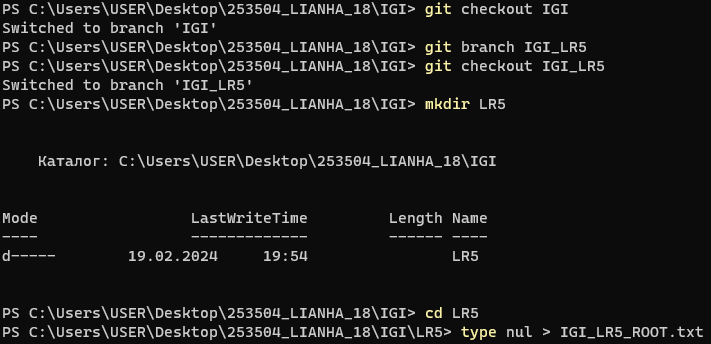 PS C:\Users\USER\Desktop\253504_LIANHA_18\IGI> git checkout IGI
Switched to branch 'IGI'
PS C:\Users\USER\Desktop\253504_LIANHA_18\IGI> git branch IGI_LR5
PS C:\Users\USER\Desktop\253504_LIANHA_18\IGI> git checkout IGI_LR5
Switched to branch 'IGI_LR5'
PS C:\Users\USER\Desktop\253504_LIANHA_18\IGI> mkdir LR5
Каталог: C:\Users\USER\Desktop\253504_LIANHA_18\IGI
Mode LastWriteTime Length Name
---- ------------- ------ ----
d----- 19.02.2024 19:54 LR5
PS C:\Users\USER\Desktop\253504_LIANHA_18\IGI> cd LR5
PS C:\Users\USER\Desktop\253504_LIANHA_18\IGI\LR5> type nul > IGI_LR5_ROOT.txt